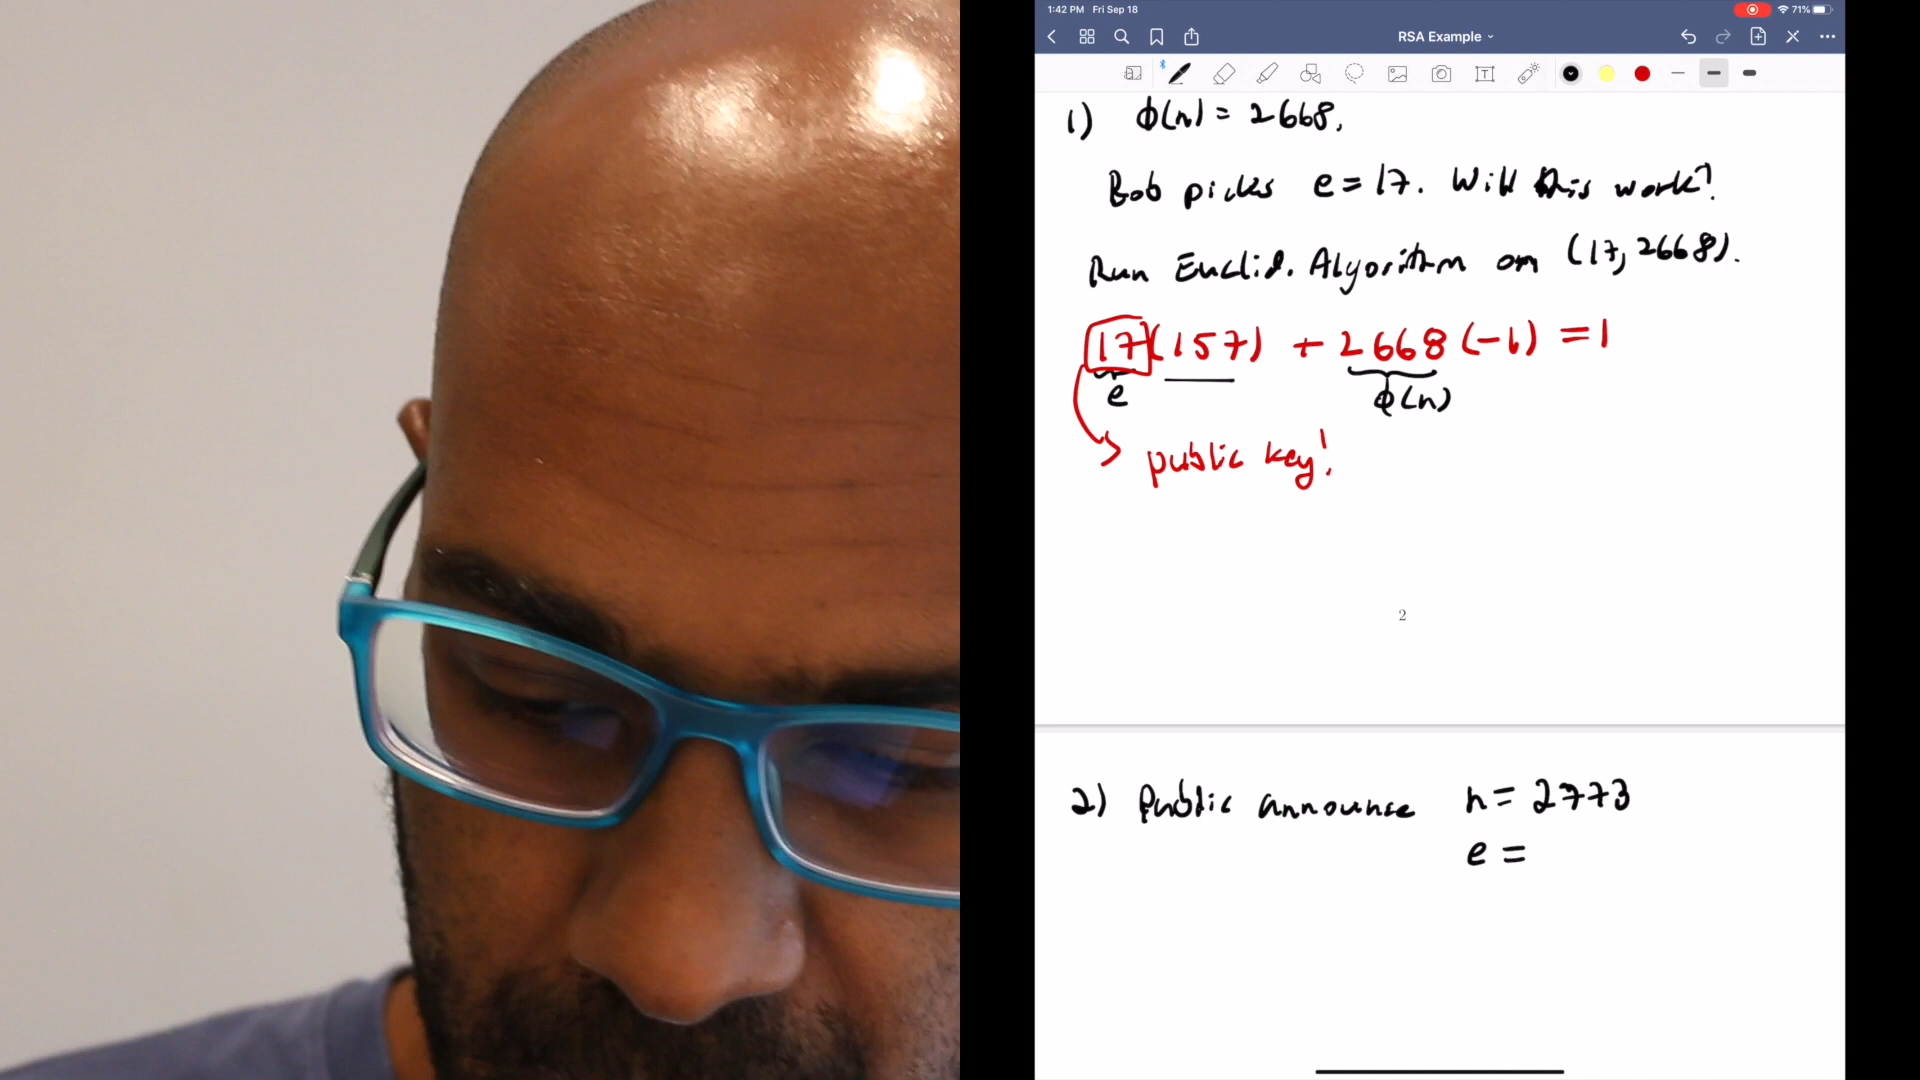 1:42 PM Fri Sep 18
71%
RSA Example
1) ϕ(n) = 2668,
Bob picks e = 17. Will this work?
Run Euclid. Algorithm on (17, 2668).
17(157) + 2668(-1) = 1
e ϕ(n)
public key!
2
2) Public announce n = 2773
e =